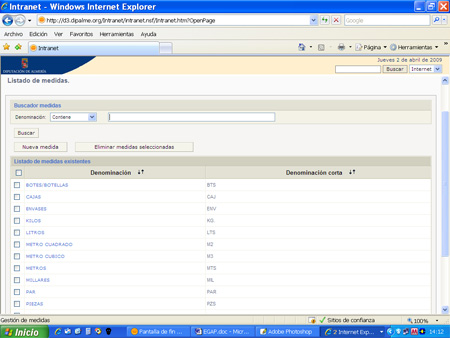 Intranet - Windows Internet Explorer
http://d3.dipalme.org/Intranet/intranet.nsf/Intranet.htm?OpenPage
Google
Archivo Edición Ver Favoritos Herramientas Ayuda
Intranet
Página Herramientas
DIPUTACIÓN DE ALMERÍA
Jueves 2 de abril de 2009
Buscar Internet
Listado de medidas.
Buscador medidas
Denominación: Contiene
Buscar
Nueva medida Eliminar medidas seleccionadas
Listado de medidas existentes
Denominación Denominación corta
BOTES/BOTELLAS BTS
CAJAS CAJ
ENVASES ENV
KILOS KG
LITROS LTS
METRO CUADRADO M2
METRO CUBICO M3
METROS MTS
MILLARES MIL
PAR PAR
PIEZAS PZS
Gestión de medidas Sitios de confianza 100%
Inicio Pantalla de fin ... EGAP.doc - Micr... Adobe Photoshop 2 Internet Exp... 14:12